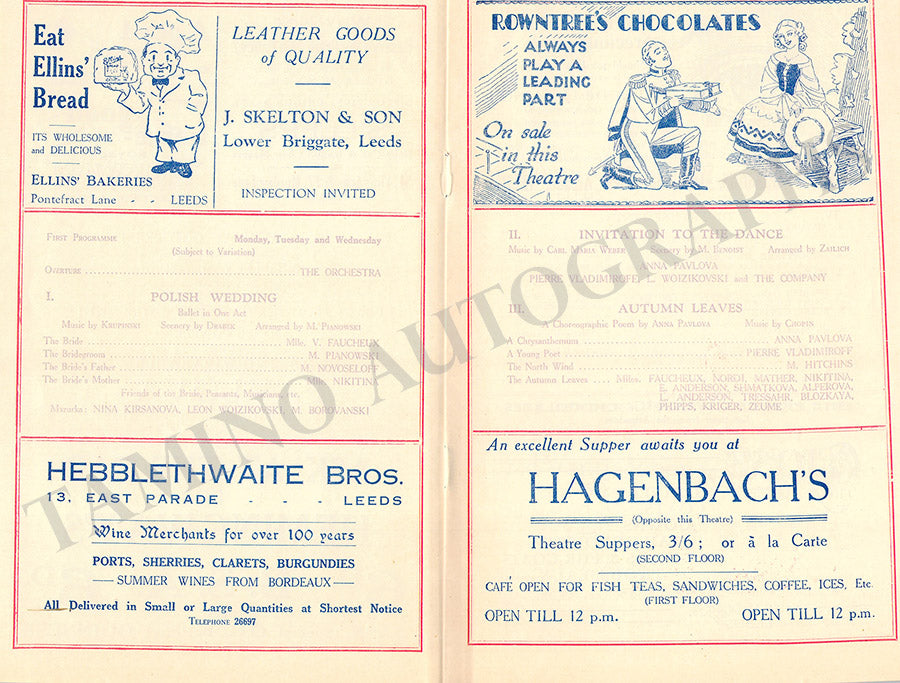 Eat
Ellins'
Bread
ITS WHOLESOME
and DELICIOUS
ELLINS' BAKERIES
Pontefract Lane - - LEEDS
LEATHER GOODS
of QUALITY
J. SKELTON & SON
Lower Briggate, Leeds
INSPECTION INVITED
FIRST PROGRAMME Monday, Tuesday and Wednesday
(Subject to Variation)
OVERTURE ... THE ORCHESTRA
I. POLISH WEDDING
Ballet in One Act
Music by KRUPINSKI Scenery by DRABIK Arranged by M. PIANOWSKI
The Bride ... Mlle. V. FAUCHEUX
The Bridegroom ... M. PIANOWSKI
The Bride's Father ... M. NOVOSELOFF
The Bride's Mother ... Mlle. NIKITINA
Friends of the Bride, Peasants, Musicians, etc.
Mazurka: NINA KIRSANOVA, LEON WOIZIKOVSKI, M. BOROVANSKI
HEBBLETHWAITE BROS.
13, EAST PARADE - - - LEEDS
Wine Merchants for over 100 years
PORTS, SHERRIES, CLARETS, BURGUNDIES
SUMMER WINES FROM BORDEAUX
All Delivered in Small or Large Quantities at Shortest Notice
TELEPHONE 26697
ROWNTREE'S CHOCOLATES
ALWAYS
PLAY A
LEADING
PART
On sale
in this
Theatre
II. INVITATION TO THE DANCE
Music by CARL MARIA WEBER Scenery by M. BENOIST Arranged by ZAILICH
ANNA PAVLOVA
PIERRE VLADIMIROFF, L. WOIZIKOVSKI and THE COMPANY
III. AUTUMN LEAVES
A Choreographic Poem by ANNA PAVLOVA Music by CHOPIN
A Chrysanthemum ... ANNA PAVLOVA
A Young Poet ... PIERRE VLADIMIROFF
The North Wind ... M. HITCHINS
The Autumn Leaves .... Mlles. FAUCHEUX, NORDI, MATHER, NIKITINA,
E. ANDERSON, SHMATKOVA, ALFEROVA,
L. ANDERSON, TRESSAHR, BLOZKAYA,
PHIPPS, KRIGER, ZEUME
An excellent Supper awaits you at
HAGENBACH'S
(Opposite this Theatre)
Theatre Suppers, 3/6; or à la Carte
(SECOND FLOOR)
CAFÉ OPEN FOR FISH TEAS, SANDWICHES, COFFEE, ICES, Etc.
(FIRST FLOOR)
OPEN TILL 12 p.m. OPEN TILL 12 p.m.
TAMINO AUTOGRAPHS